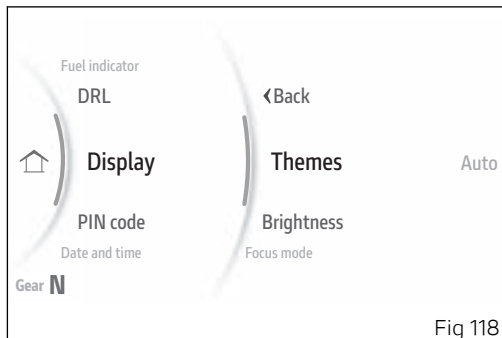 Fuel indicator
DRL
Display
PIN code
Date and time
Gear N
‹Back
Themes
Brightness
Focus mode
Auto
Fig 118